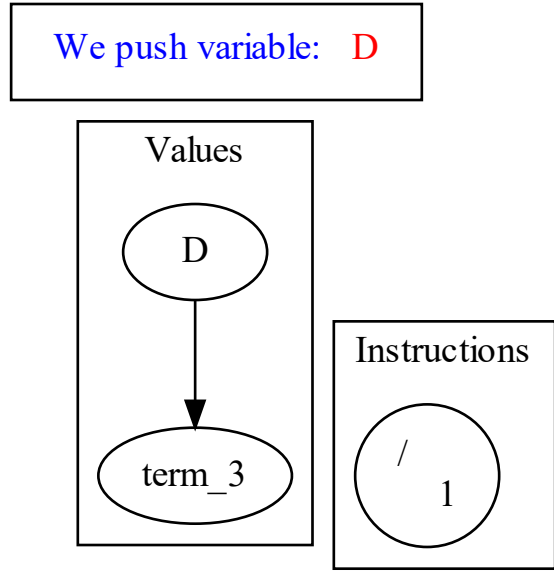 We push variable: D
Values
D
term_3
Instructions
/
1